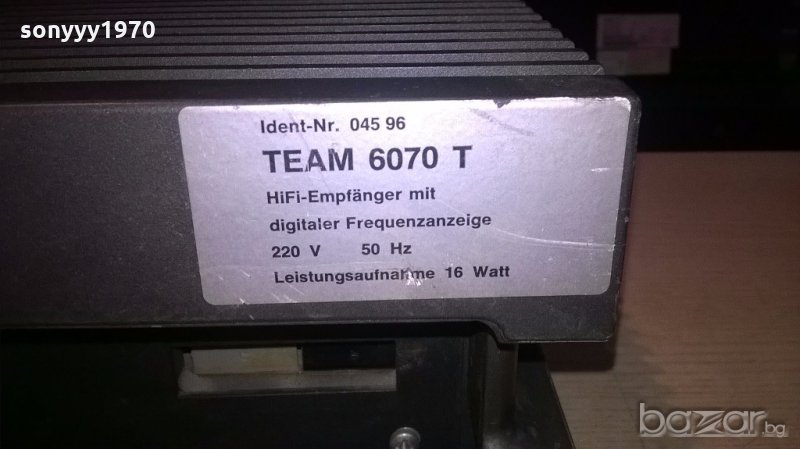 sonyyy1970
Ident-Nr. 045 96
TEAM 6070 T
HiFi-Empfänger mit
digitaler Frequenzanzeige
220 V 50 Hz
Leistungsaufnahme 16 Watt
bazar.bg